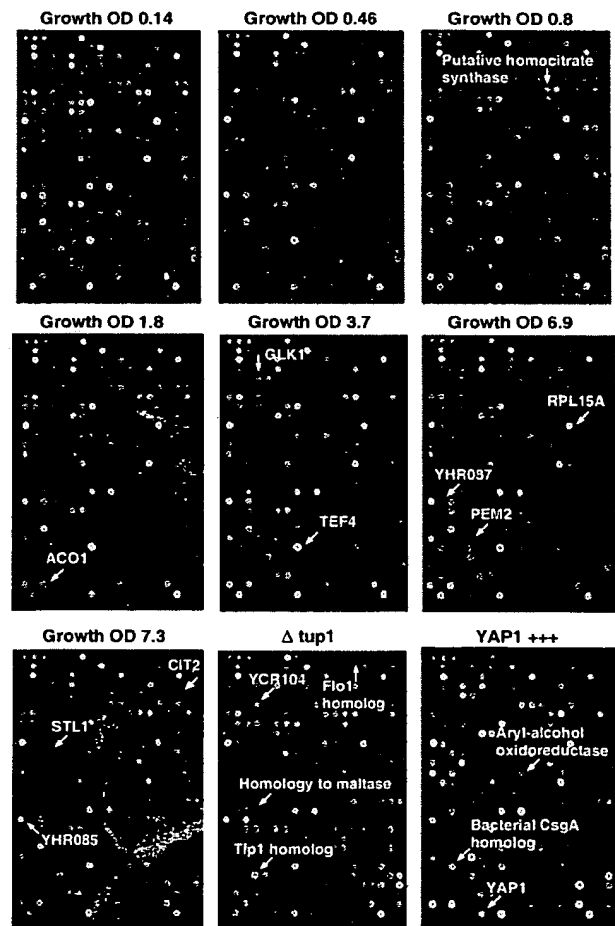 Growth OD 0.14
Growth OD 0.46
Growth OD 0.8
Putative homocitrate
synthase
Growth OD 1.8
Growth OD 3.7
Growth OD 6.9
GLK1
RPL15A
YHR087
PEM2
TEF4
ACO1
Growth OD 7.3
Δ tup1
YAP1 +++
CIT2
YCR104
Flo1
homolog
STL1
Aryl-alcohol
oxidoreductase
Homology to maltase
YHR085
Bacterial CsgA
homolog
Tfp1 homolog
YAP1